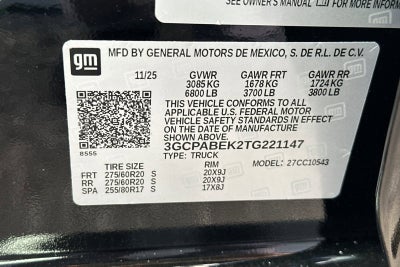 SEE OWNER'S MANUAL FOR
gm
MFD BY GENERAL MOTORS DE MEXICO, S. DE R.L. DE C.V.
11/25 GVWR GAWR FRT GAWR RR
3085 KG 1678 KG 1724 KG
6800 LB 3700 LB 3800 LB
THIS VEHICLE CONFORMS TO ALL
APPLICABLE U.S. FEDERAL MOTOR
VEHICLE SAFETY STANDARDS IN EFFECT
ON THE DATE OF MANUFACTURE SHOWN ABOVE.
3GCPABEK2TG221147
B555 TYPE: TRUCK MODEL: 27CC10543
TIRE SIZE RIM
FRT 275/60R20 S 20X9J
RR 275/60R20 S 20X9J
SPA 255/80R17 S 17X8J